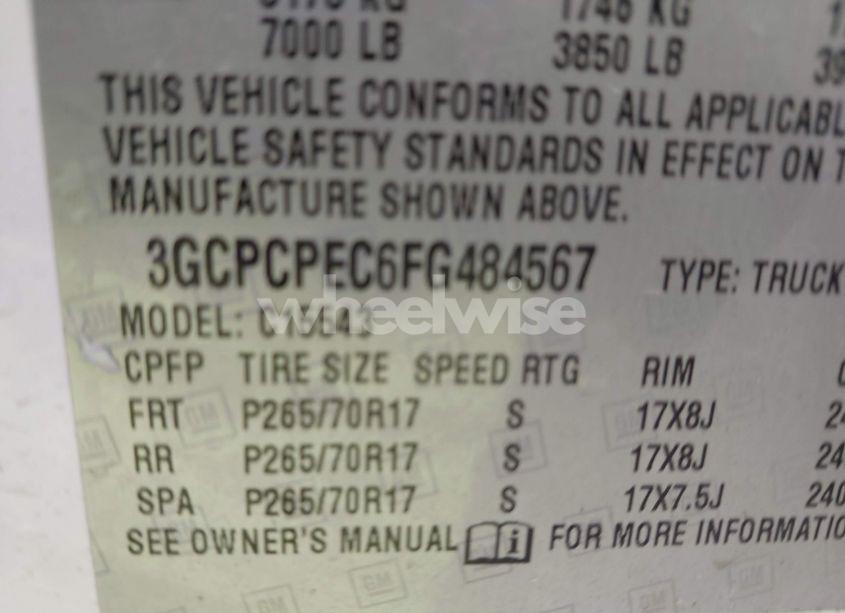 7000 LB 3850 LB
THIS VEHICLE CONFORMS TO ALL
VEHICLE SAFETY STANDARDS IN EFFECT ON
MANUFACTURE SHOWN ABOVE.
3GCPCPEC6FG484567 TYPE: TRUCK
wheelwise
MODEL:
CPFP TIRE SIZE SPEED RTG RIM
FRT P265/70R17 S 17X8J
RR P265/70R17 S 17X8J
SPA P265/70R17 S 17X7.5J
SEE OWNER'S MANUAL FOR MORE